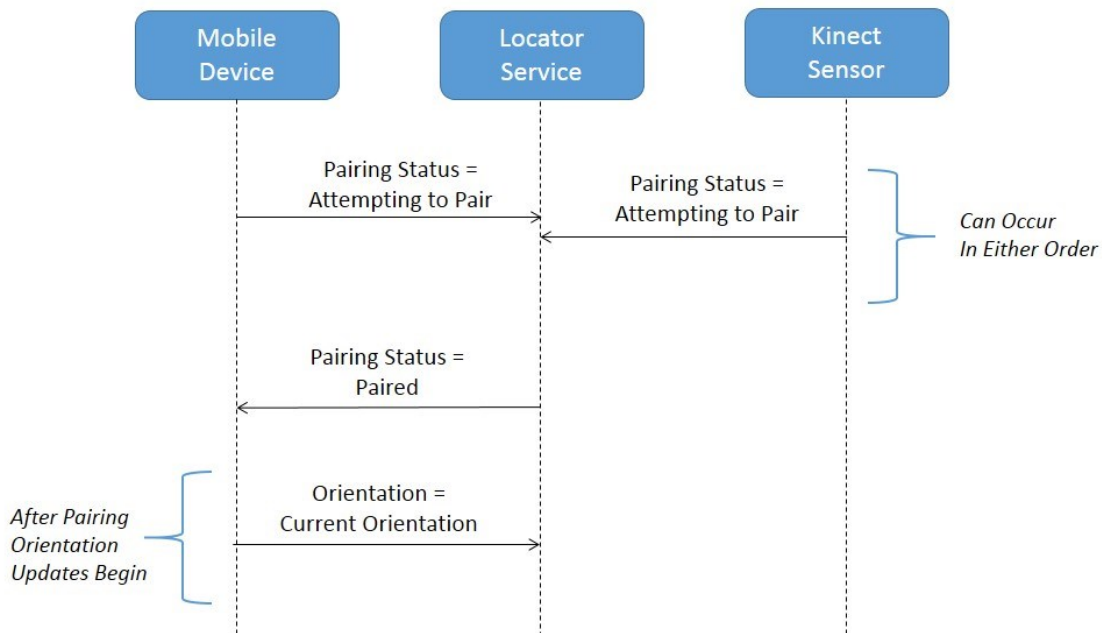 Mobile
Device
Locator
Service
Kinect
Sensor
Pairing Status =
Attempting to Pair
Pairing Status =
Attempting to Pair
Can Occur
In Either Order
Pairing Status =
Paired
After Pairing
Orientation
Updates Begin
Orientation =
Current Orientation